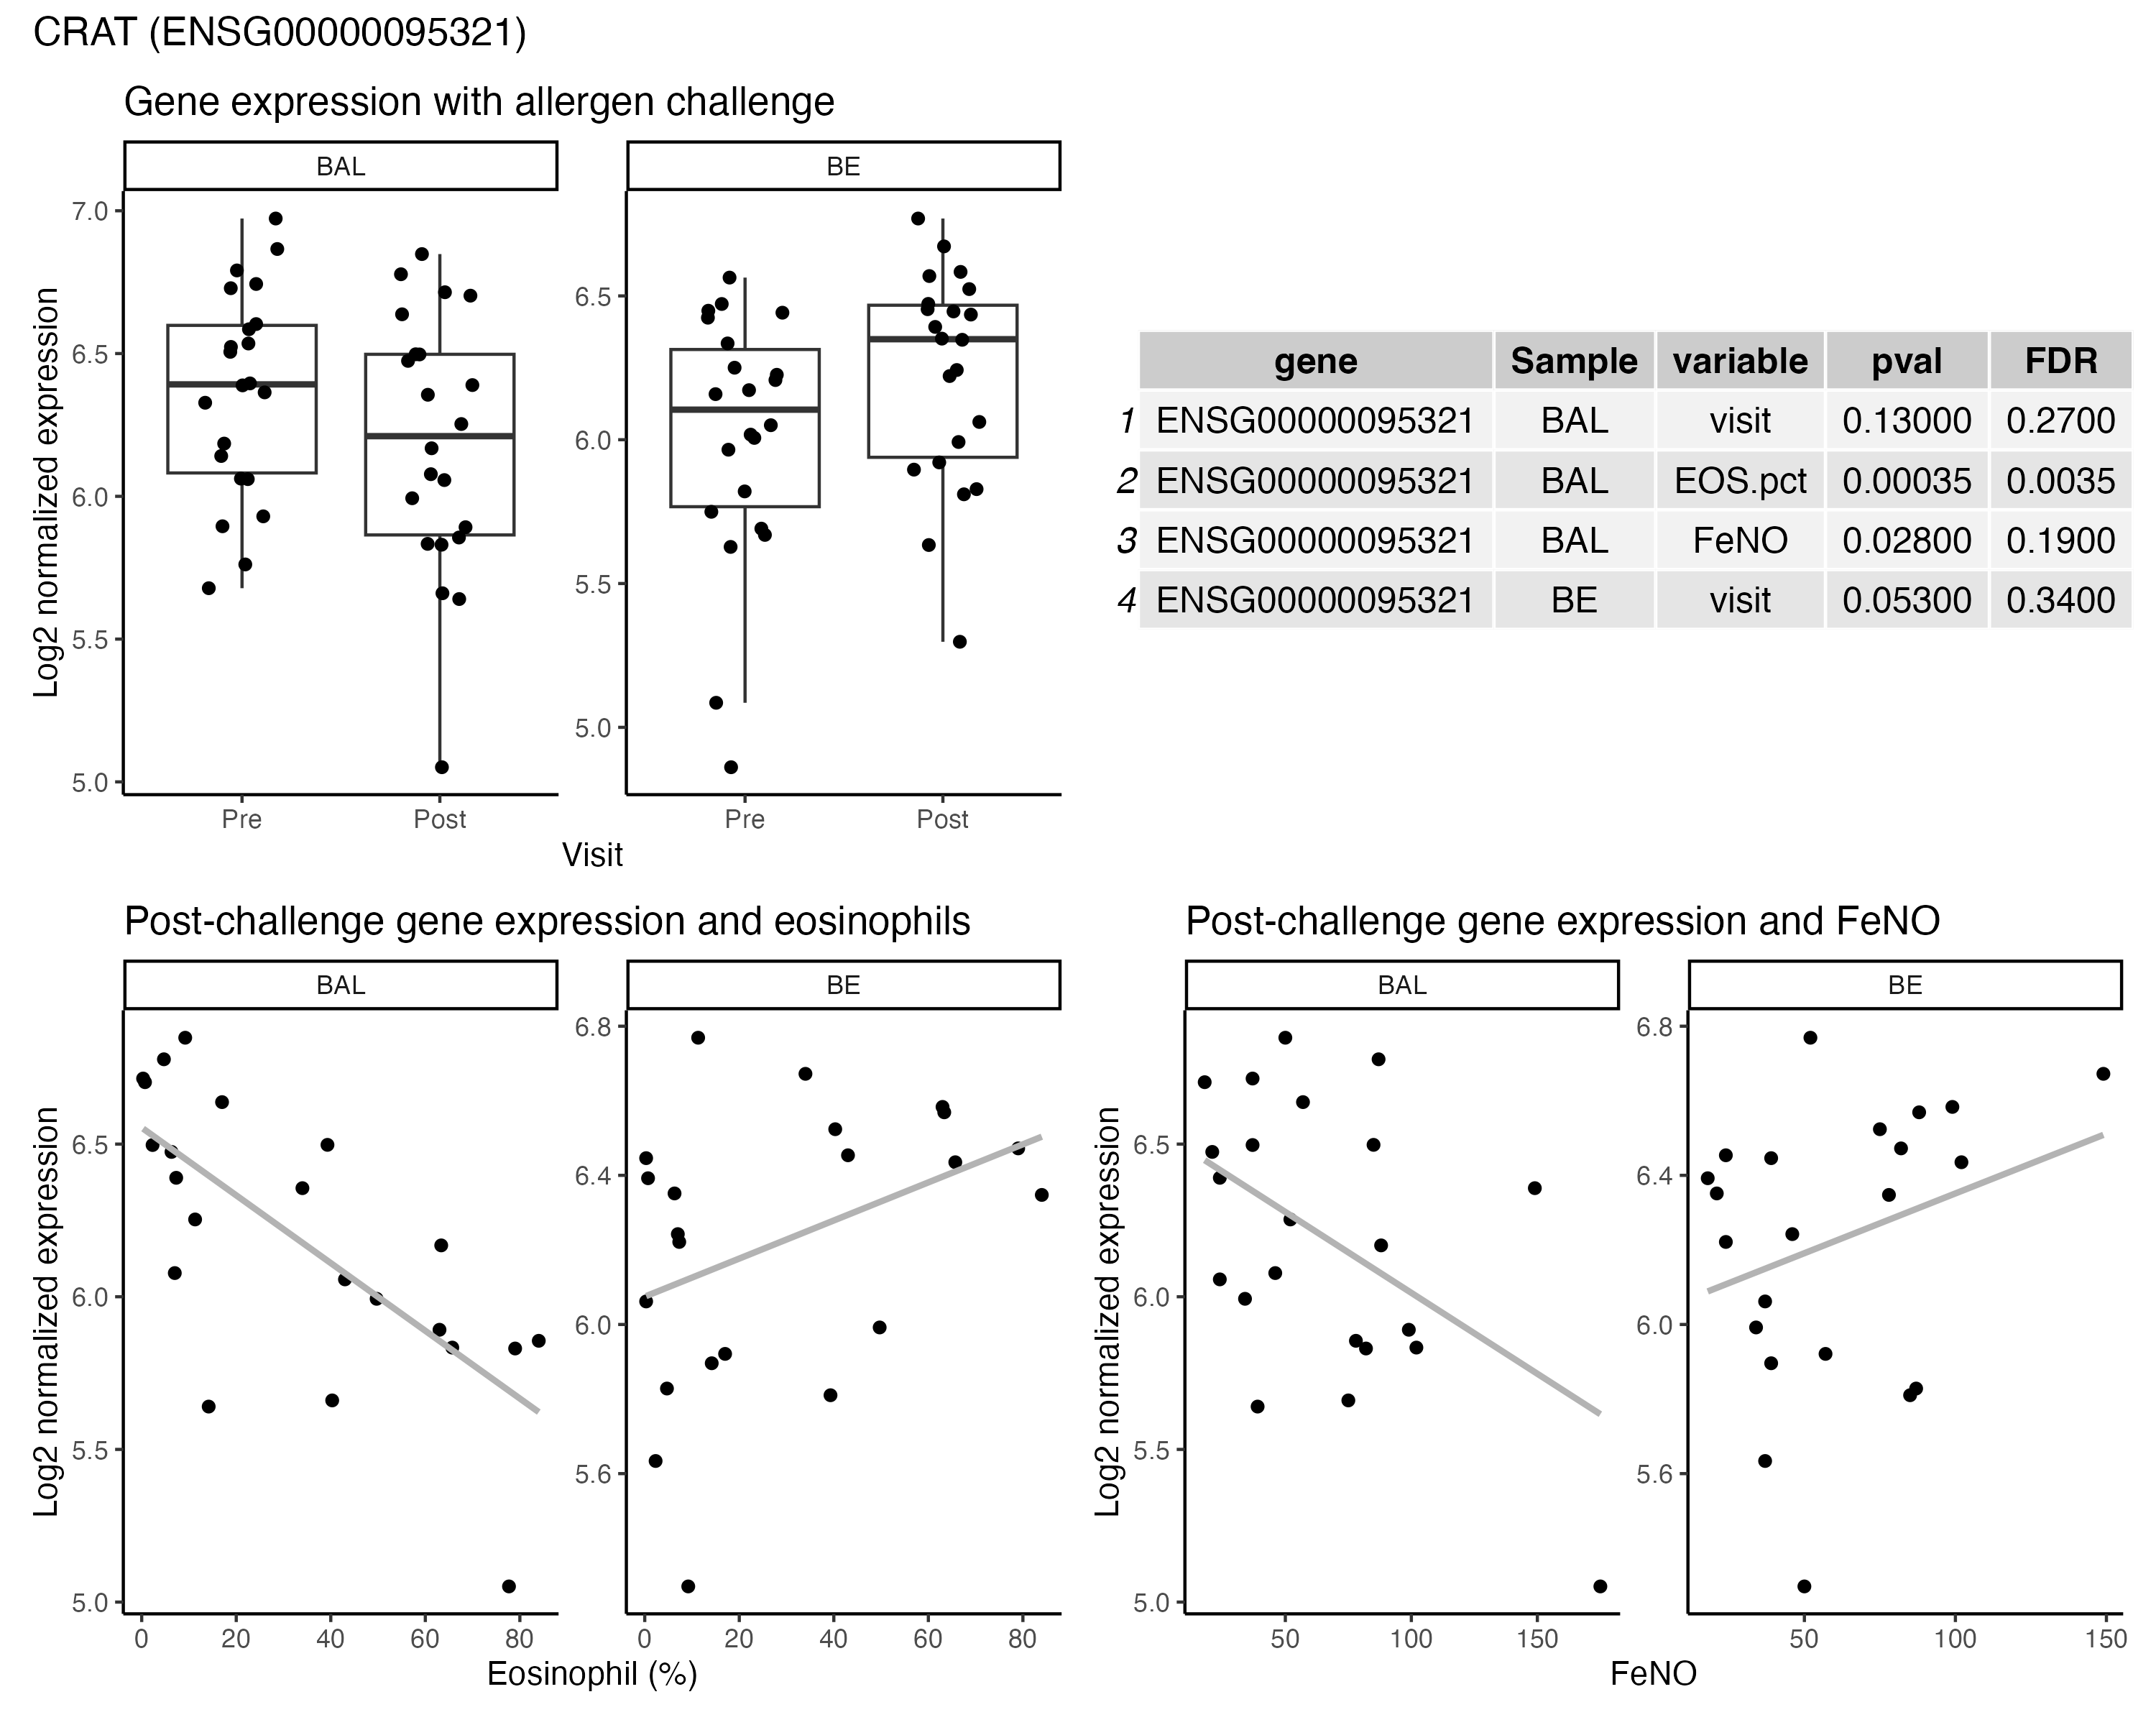 CRAT (ENSG00000095321)
Gene expression with allergen challenge
BAL
BE
Log2 normalized expression
7.0
6.5
6.0
5.5
5.0
6.5
6.0
5.5
5.0
Pre
Post
Pre
Post
Visit
gene Sample variable pval FDR
1 ENSG00000095321 BAL visit 0.13000 0.2700
2 ENSG00000095321 BAL EOS.pct 0.00035 0.0035
3 ENSG00000095321 BAL FeNO 0.02800 0.1900
4 ENSG00000095321 BE visit 0.05300 0.3400
Post-challenge gene expression and eosinophils
BAL
BE
Log2 normalized expression
6.5
6.0
5.5
5.0
6.8
6.4
6.0
5.6
0 20 40 60 80
0 20 40 60 80
Eosinophil (%)
Post-challenge gene expression and FeNO
BAL
BE
Log2 normalized expression
6.5
6.0
5.5
5.0
6.8
6.4
6.0
5.6
50 100 150
50 100 150
FeNO